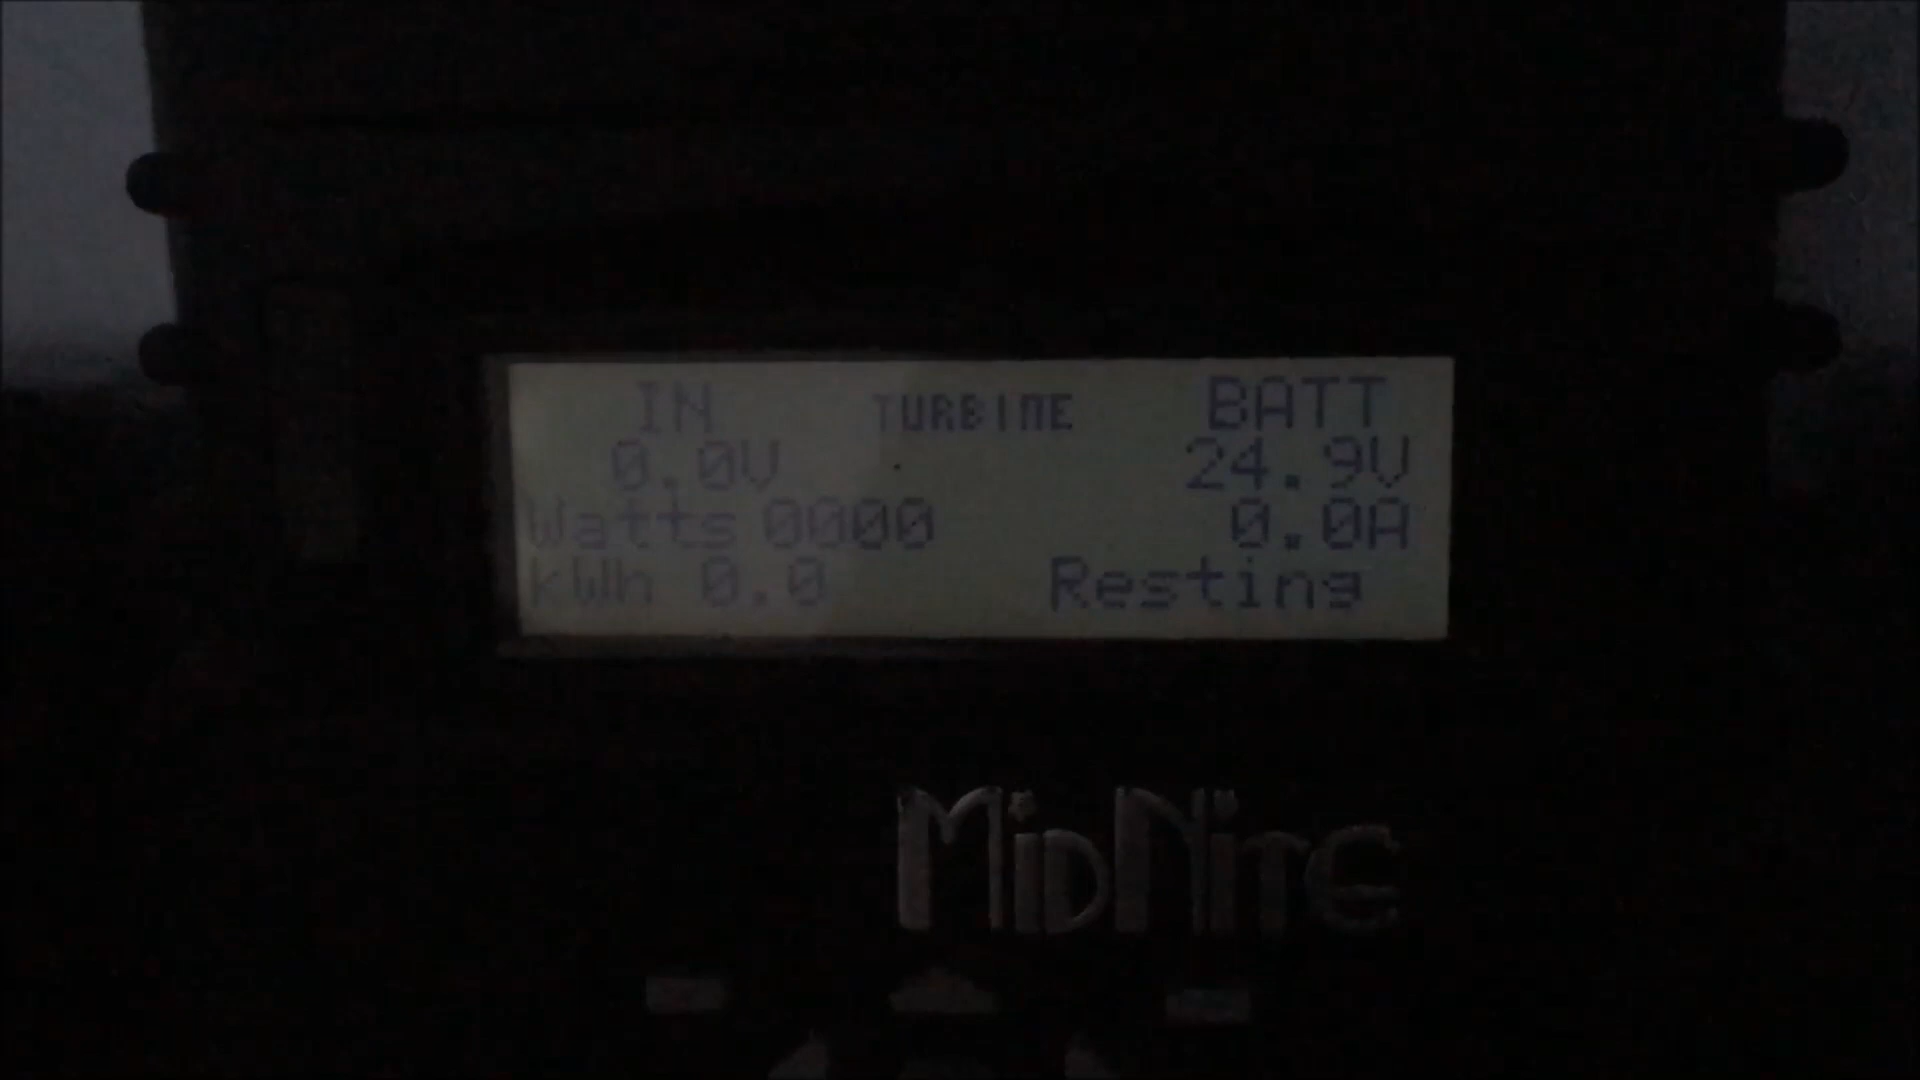 IN TURBINE BATT
0.0V 24.9V
Watts 0000 0.0A
kWh 0.0 Resting
MidNite